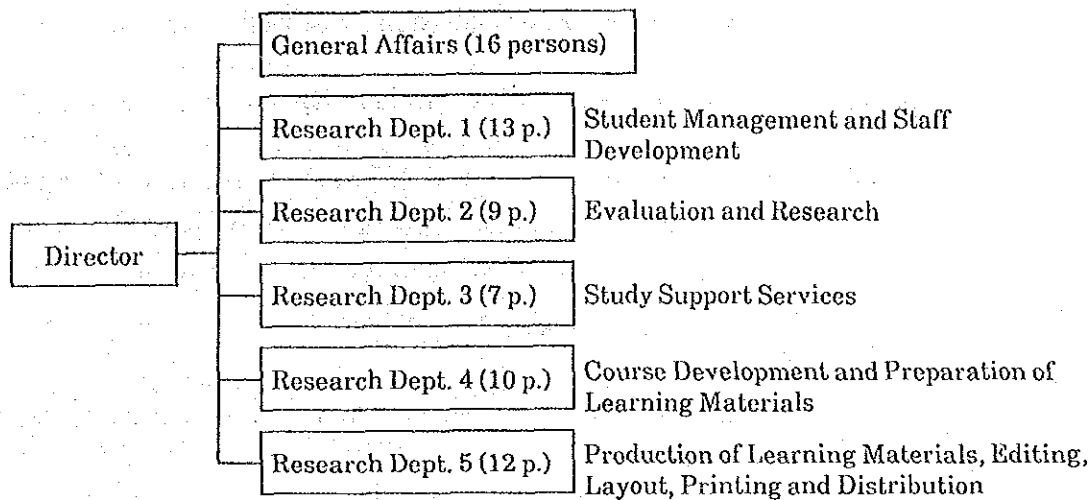 General Affairs (16 persons)
Research Dept. 1 (13 p.) Student Management and Staff
Development
Research Dept. 2 (9 p.) Evaluation and Research
Director
Research Dept. 3 (7 p.) Study Support Services
Research Dept. 4 (10 p.) Course Development and Preparation of
Learning Materials
Research Dept. 5 (12 p.) Production of Learning Materials, Editing,
Layout, Printing and Distribution